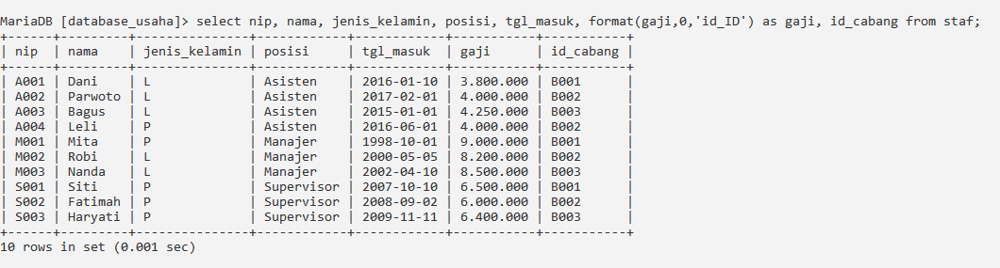 MariaDB [database_usaha]> select nip, nama, jenis_kelamin, posisi, tgl_masuk, format(gaji,0,'id_ID') as gaji, id_cabang from staf;
+------+---------+---------------+------------+------------+-----------+-----------+
| nip  | nama    | jenis_kelamin | posisi     | tgl_masuk  | gaji      | id_cabang |
+------+---------+---------------+------------+------------+-----------+-----------+
| A001 | Dani    | L             | Asisten    | 2016-01-10 | 3.800.000 | B001      |
| A002 | Parwoto | L             | Asisten    | 2017-02-01 | 4.000.000 | B002      |
| A003 | Bagus   | L             | Asisten    | 2015-01-01 | 4.250.000 | B003      |
| A004 | Leli    | P             | Asisten    | 2016-06-01 | 4.000.000 | B002      |
| M001 | Mita    | P             | Manajer    | 1998-10-01 | 9.000.000 | B001      |
| M002 | Robi    | L             | Manajer    | 2000-05-05 | 8.200.000 | B002      |
| M003 | Nanda   | L             | Manajer    | 2002-04-10 | 8.500.000 | B003      |
| S001 | Siti    | P             | Supervisor | 2007-10-10 | 6.500.000 | B001      |
| S002 | Fatimah | P             | Supervisor | 2008-09-02 | 6.000.000 | B002      |
| S003 | Haryati | P             | Supervisor | 2009-11-11 | 6.400.000 | B003      |
+------+---------+---------------+------------+------------+-----------+-----------+
10 rows in set (0.001 sec)